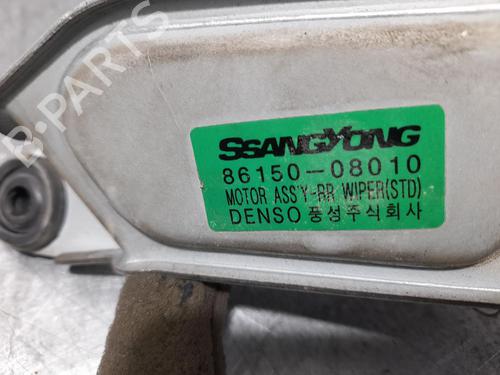 B-PARTS
SSANGYONG
86150-08010
MOTOR ASS'Y-RR WIPER(STD)
DENSO 풍성주식회사